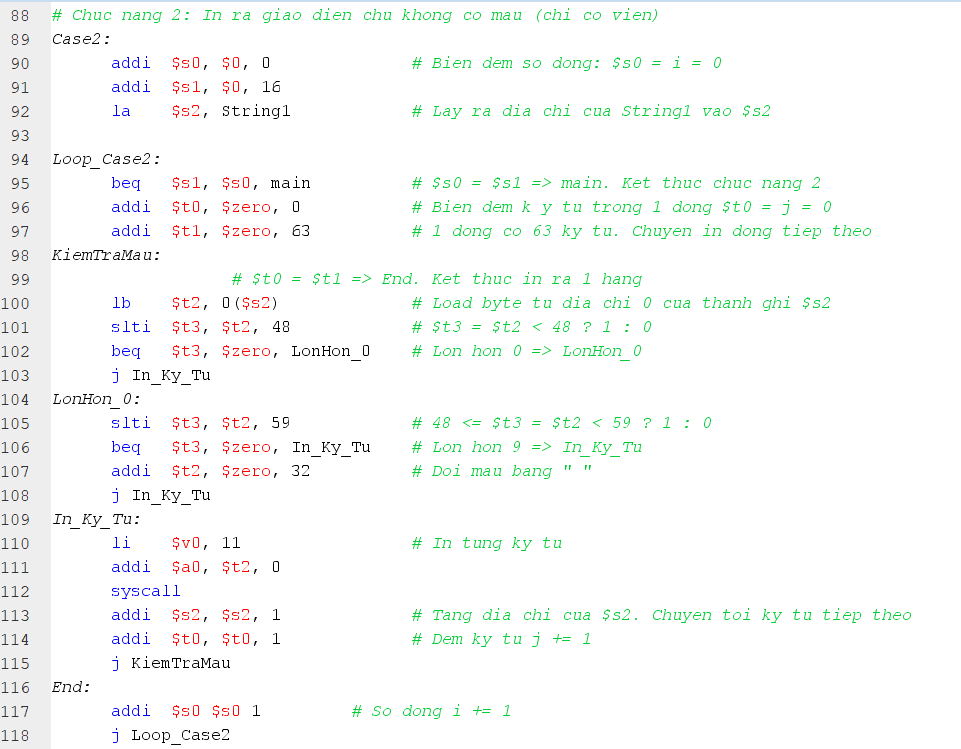 88 # Chuc nang 2: In ra giao dien chu khong co mau (chi co vien)
89 Case2:
90 addi $s0, $0, 0 # Bien dem so dong: $s0 = i = 0
91 addi $s1, $0, 16
92 la $s2, String1 # Lay ra dia chi cua String1 vao $s2
93
94 Loop_Case2:
95 beq $s1, $s0, main # $s0 = $s1 => main. Ket thuc chuc nang 2
96 addi $t0, $zero, 0 # Bien dem k y tu trong 1 dong $t0 = j = 0
97 addi $t1, $zero, 63 # 1 dong co 63 ky tu. Chuyen in dong tiep theo
98 KiemTraMau:
99 # $t0 = $t1 => End. Ket thuc in ra 1 hang
100 lb $t2, 0($s2) # Load byte tu dia chi 0 cua thanh ghi $s2
101 slti $t3, $t2, 48 # $t3 = $t2 < 48 ? 1 : 0
102 beq $t3, $zero, LonHon_0 # Lon hon 0 => LonHon_0
103 j In_Ky_Tu
104 LonHon_0:
105 slti $t3, $t2, 59 # 48 <= $t3 = $t2 < 59 ? 1 : 0
106 beq $t3, $zero, In_Ky_Tu # Lon hon 9 => In_Ky_Tu
107 addi $t2, $zero, 32 # Doi mau bang " "
108 j In_Ky_Tu
109 In_Ky_Tu:
110 li $v0, 11 # In tung ky tu
111 addi $a0, $t2, 0
112 syscall
113 addi $s2, $s2, 1 # Tang dia chi cua $s2. Chuyen toi ky tu tiep theo
114 addi $t0, $t0, 1 # Dem ky tu j += 1
115 j KiemTraMau
116 End:
117 addi $s0 $s0 1 # So dong i += 1
118 j Loop_Case2